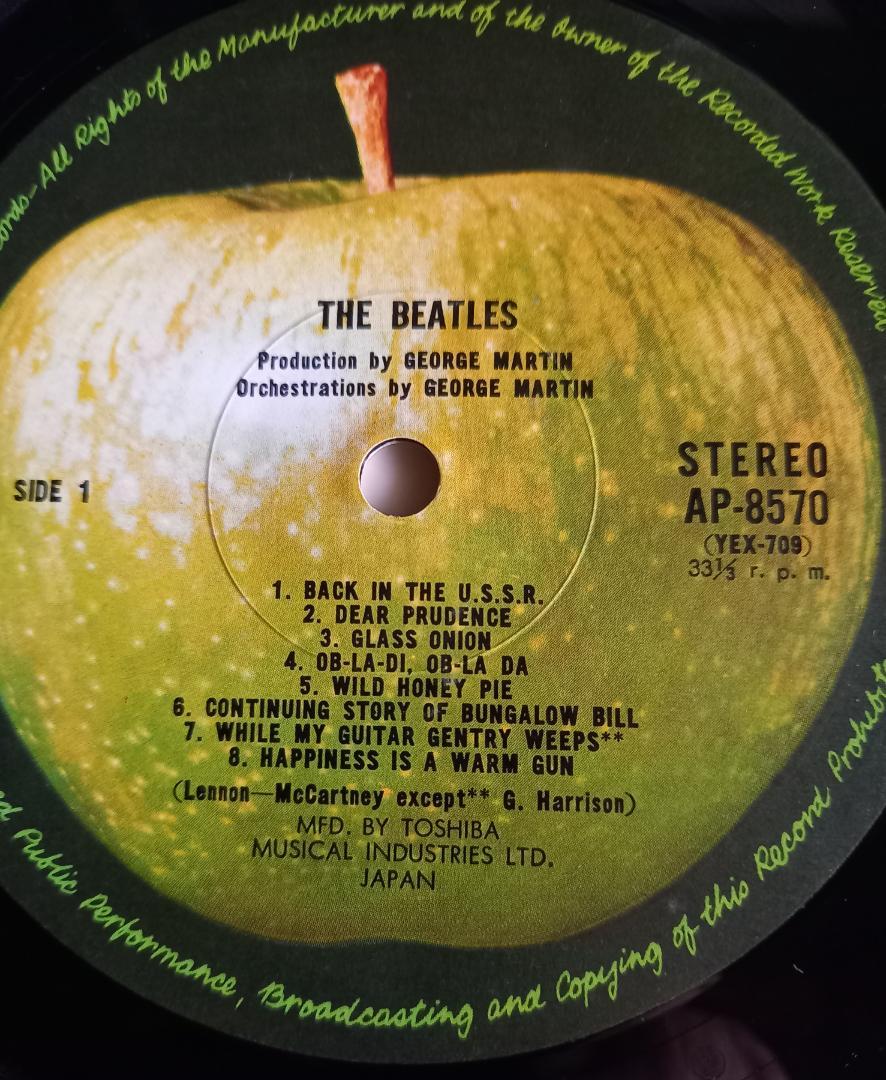 ords-All Rights of the Manufacturer and of the Owner of the Recorded Work Reserved
THE BEATLES
Production by GEORGE MARTIN
Orchestrations by GEORGE MARTIN
SIDE 1
STEREO
AP-8570
(YEX-709)
33⅓ r. p. m.
1. BACK IN THE U.S.S.R.
2. DEAR PRUDENCE
3. GLASS ONION
4. OB-LA-DI, OB-LA DA
5. WILD HONEY PIE
6. CONTINUING STORY OF BUNGALOW BILL
7. WHILE MY GUITAR GENTRY WEEPS**
8. HAPPINESS IS A WARM GUN
(Lennon—McCartney except** G. Harrison)
MFD. BY TOSHIBA
MUSICAL INDUSTRIES LTD.
JAPAN
ed Public Performance, Broadcasting and Copying of this Record Prohibite